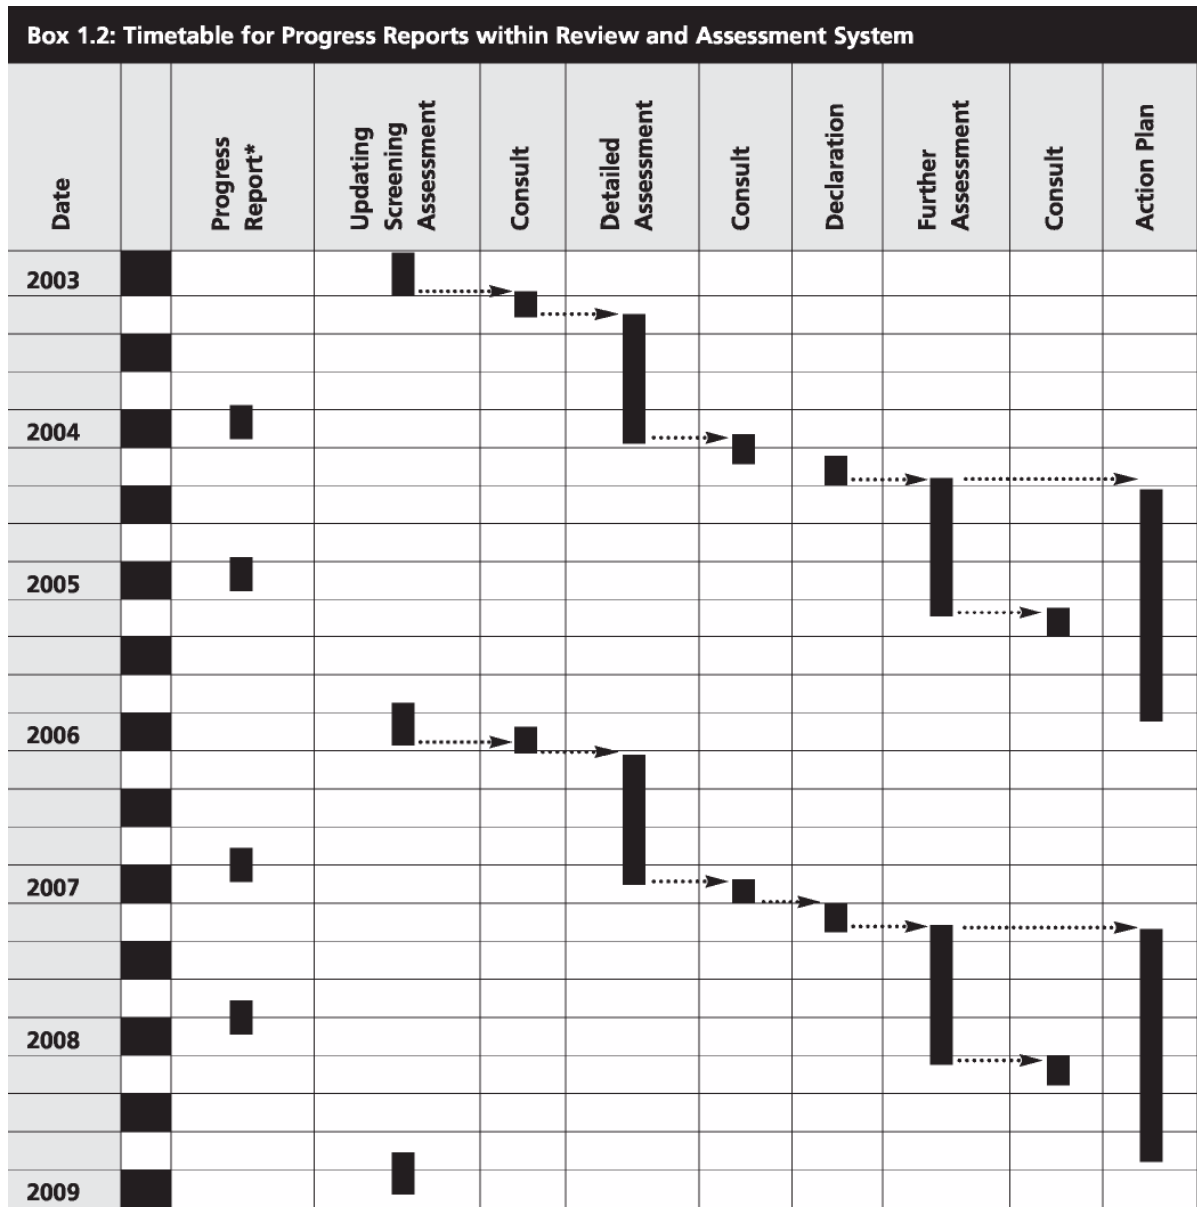 Box 1.2: Timetable for Progress Reports within Review and Assessment System
Date
Progress
Report*
Updating
Screening
Assessment
Consult
Detailed
Assessment
Consult
Declaration
Further
Assessment
Consult
Action Plan
2003
2004
2005
2006
2007
2008
2009